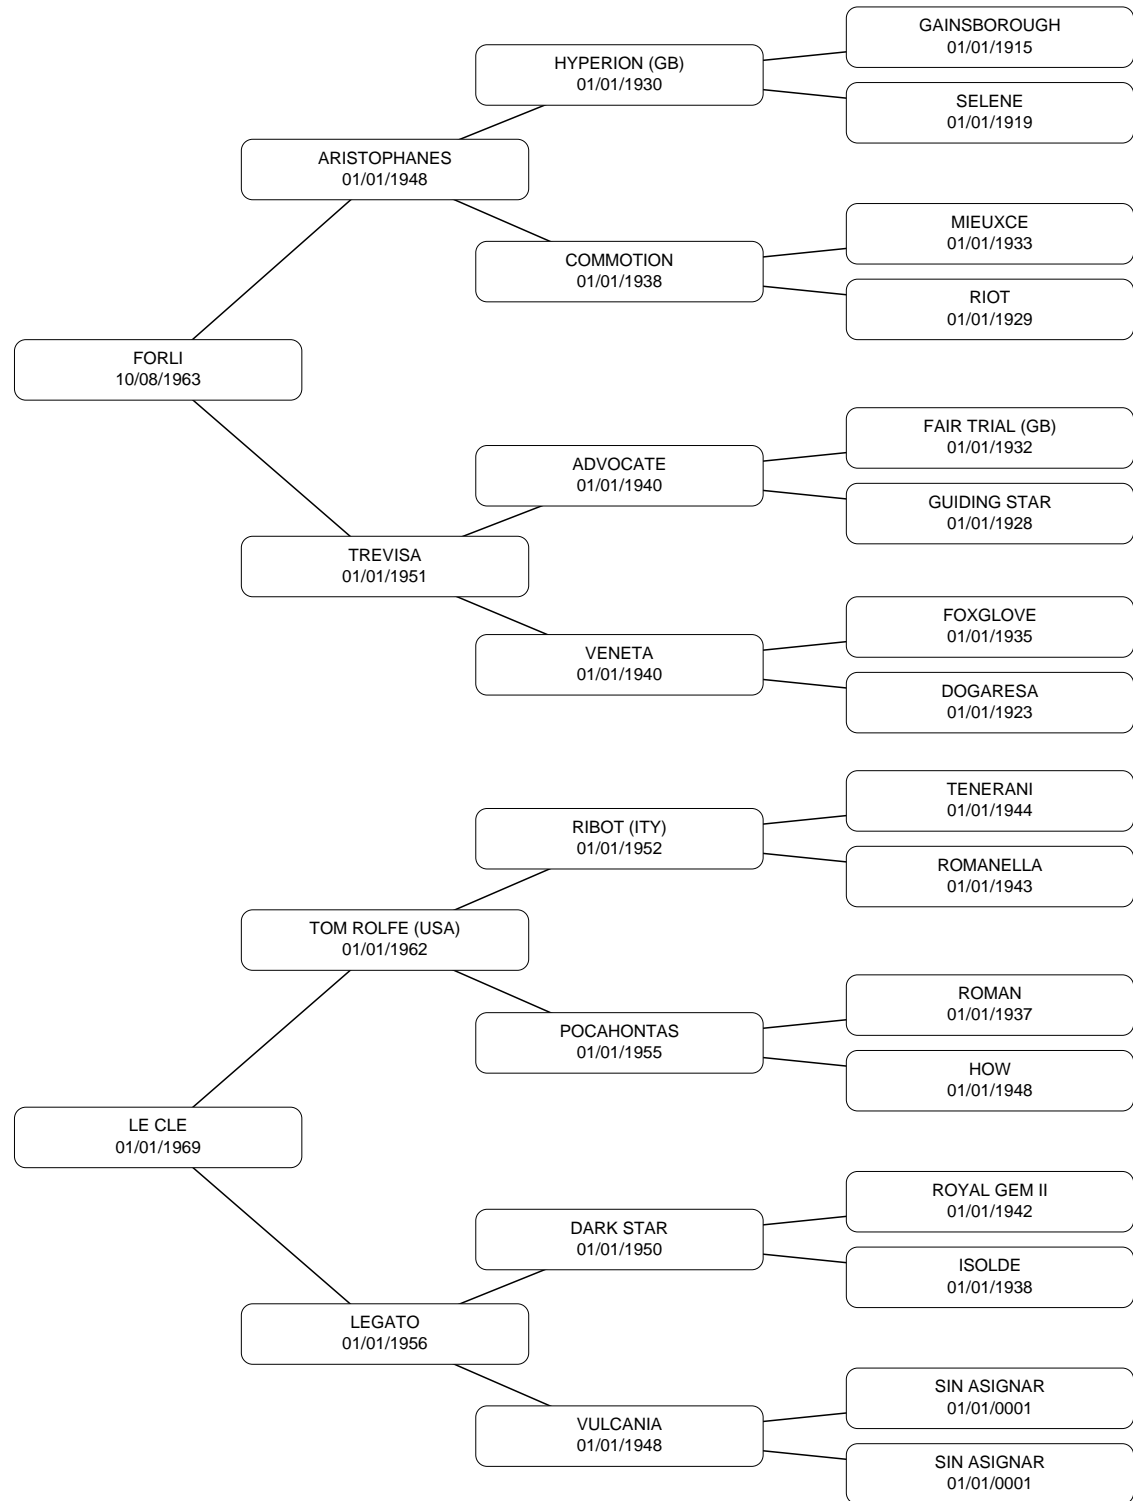 GAINSBOROUGH
01/01/1915
HYPERION (GB)
01/01/1930
SELENE
01/01/1919
ARISTOPHANES
01/01/1948
MIEUXCE
01/01/1933
COMMOTION
01/01/1938
RIOT
01/01/1929
FORLI
10/08/1963
FAIR TRIAL (GB)
01/01/1932
ADVOCATE
01/01/1940
GUIDING STAR
01/01/1928
TREVISA
01/01/1951
FOXGLOVE
01/01/1935
VENETA
01/01/1940
DOGARESA
01/01/1923
TENERANI
01/01/1944
RIBOT (ITY)
01/01/1952
ROMANELLA
01/01/1943
TOM ROLFE (USA)
01/01/1962
ROMAN
01/01/1937
POCAHONTAS
01/01/1955
HOW
01/01/1948
LE CLE
01/01/1969
ROYAL GEM II
01/01/1942
DARK STAR
01/01/1950
ISOLDE
01/01/1938
LEGATO
01/01/1956
SIN ASIGNAR
01/01/0001
VULCANIA
01/01/1948
SIN ASIGNAR
01/01/0001